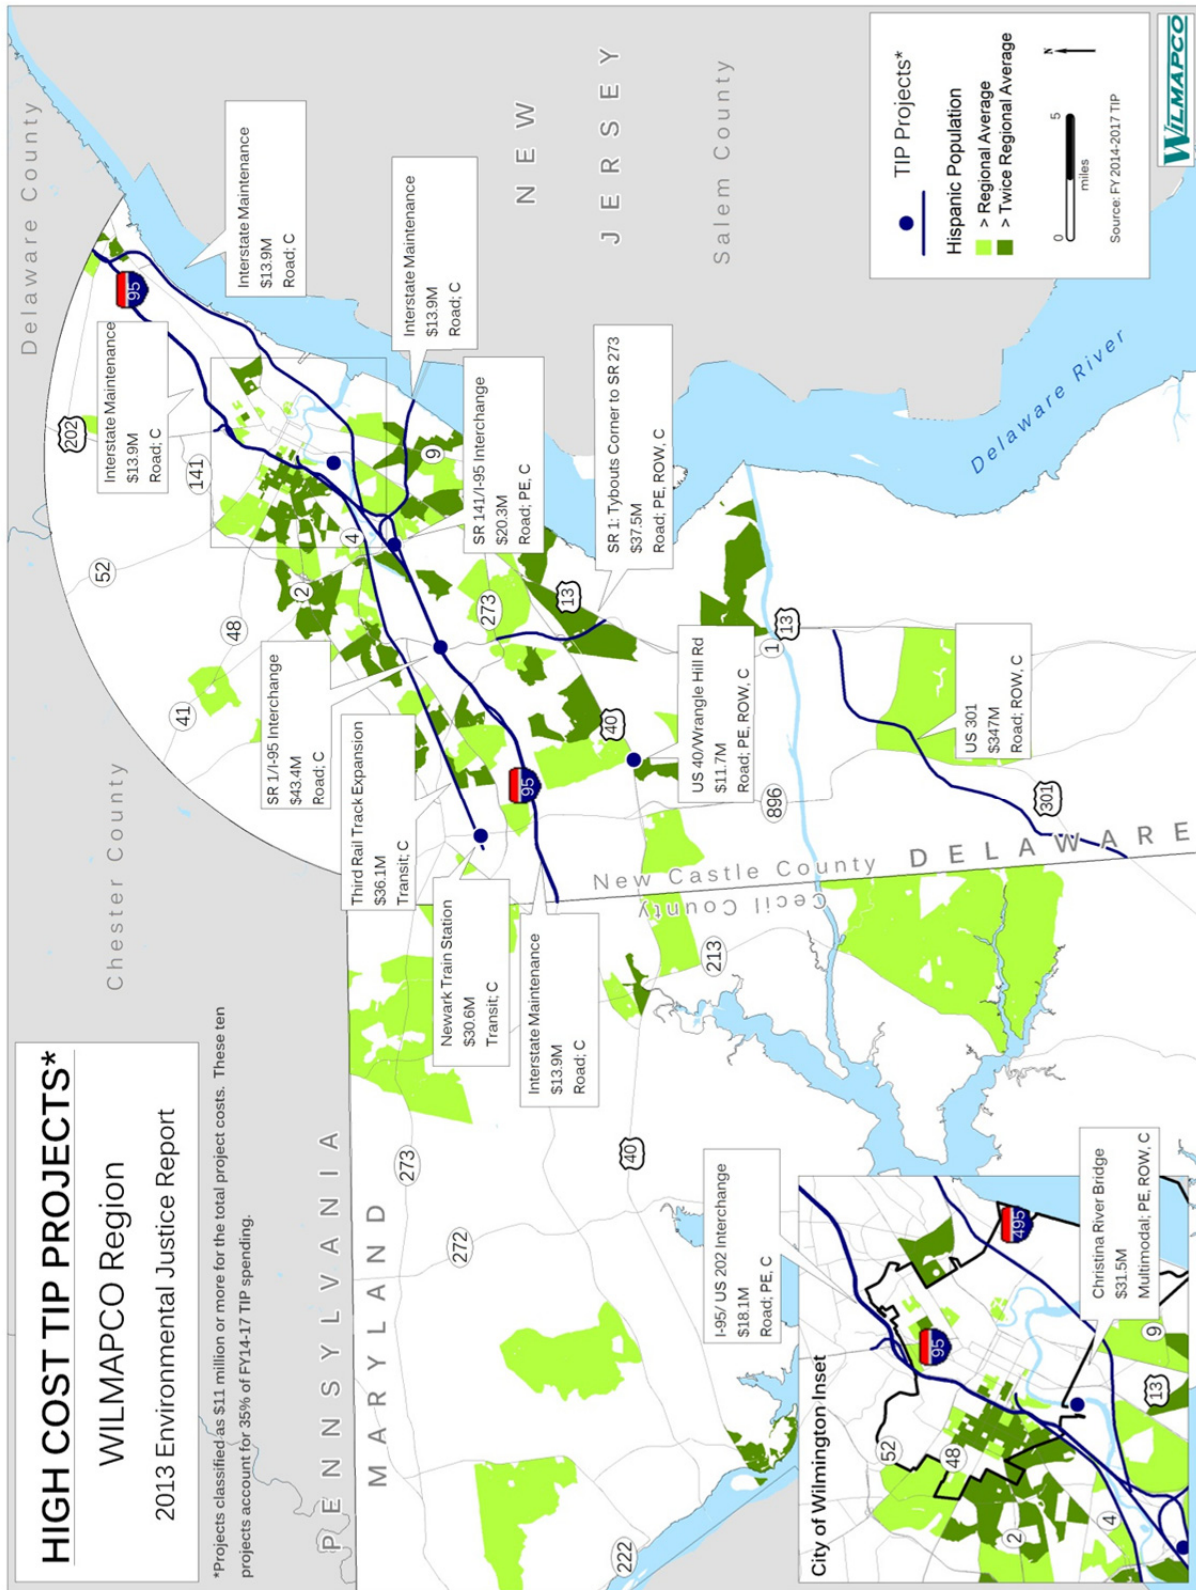 HIGH COST TIP PROJECTS*
WILMAPCO Region
2013 Environmental Justice Report
*Projects classified as $11 million or more for the total project costs. These ten
projects account for 35% of FY14-17 TIP spending.
Chester County
Delaware County
PENNSYLVANIA
MARYLAND
NEW
JERSEY
Salem County
New Castle County
Cecil County
DELAWARE
Delaware River
Interstate Maintenance
$13.9M
Road; C
Interstate Maintenance
$13.9M
Road; C
Interstate Maintenance
$13.9M
Road; C
SR 141/I-95 Interchange
$20.3M
Road; PE, C
SR 1: Tybouts Corner to SR 273
$37.5M
Road; PE, ROW, C
SR 1/I-95 Interchange
$43.4M
Road; C
Third Rail Track Expansion
$36.1M
Transit; C
Newark Train Station
$30.6M
Transit; C
Interstate Maintenance
$13.9M
Road; C
US 40/Wrangle Hill Rd
$11.7M
Road; PE, ROW, C
US 301
$347M
Road; ROW, C
I-95/ US 202 Interchange
$18.1M
Road; PE, C
Christina River Bridge
$31.5M
Multimodal; PE, ROW, C
City of Wilmington Inset
202
95
141
52
48
41
2
4
9
273
13
95
40
1
13
896
301
213
273
272
40
222
52
48
95
495
2
4
13
9
TIP Projects*
Hispanic Population
> Regional Average
> Twice Regional Average
0
5
miles
N
Source: FY 2014-2017 TIP
WILMAPCO